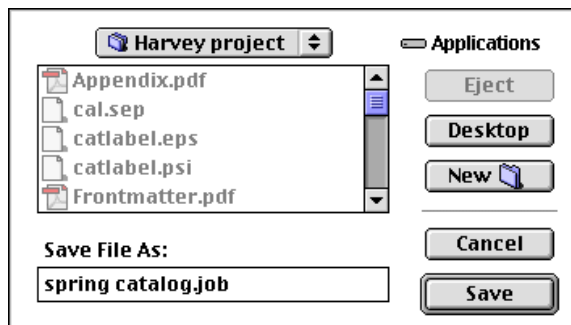 Harvey project
Applications
Appendix.pdf
cal.sep
catlabel.eps
catlabel.psi
Frontmatter.pdf
Eject
Desktop
New
Save File As:
spring catalog.job
Cancel
Save